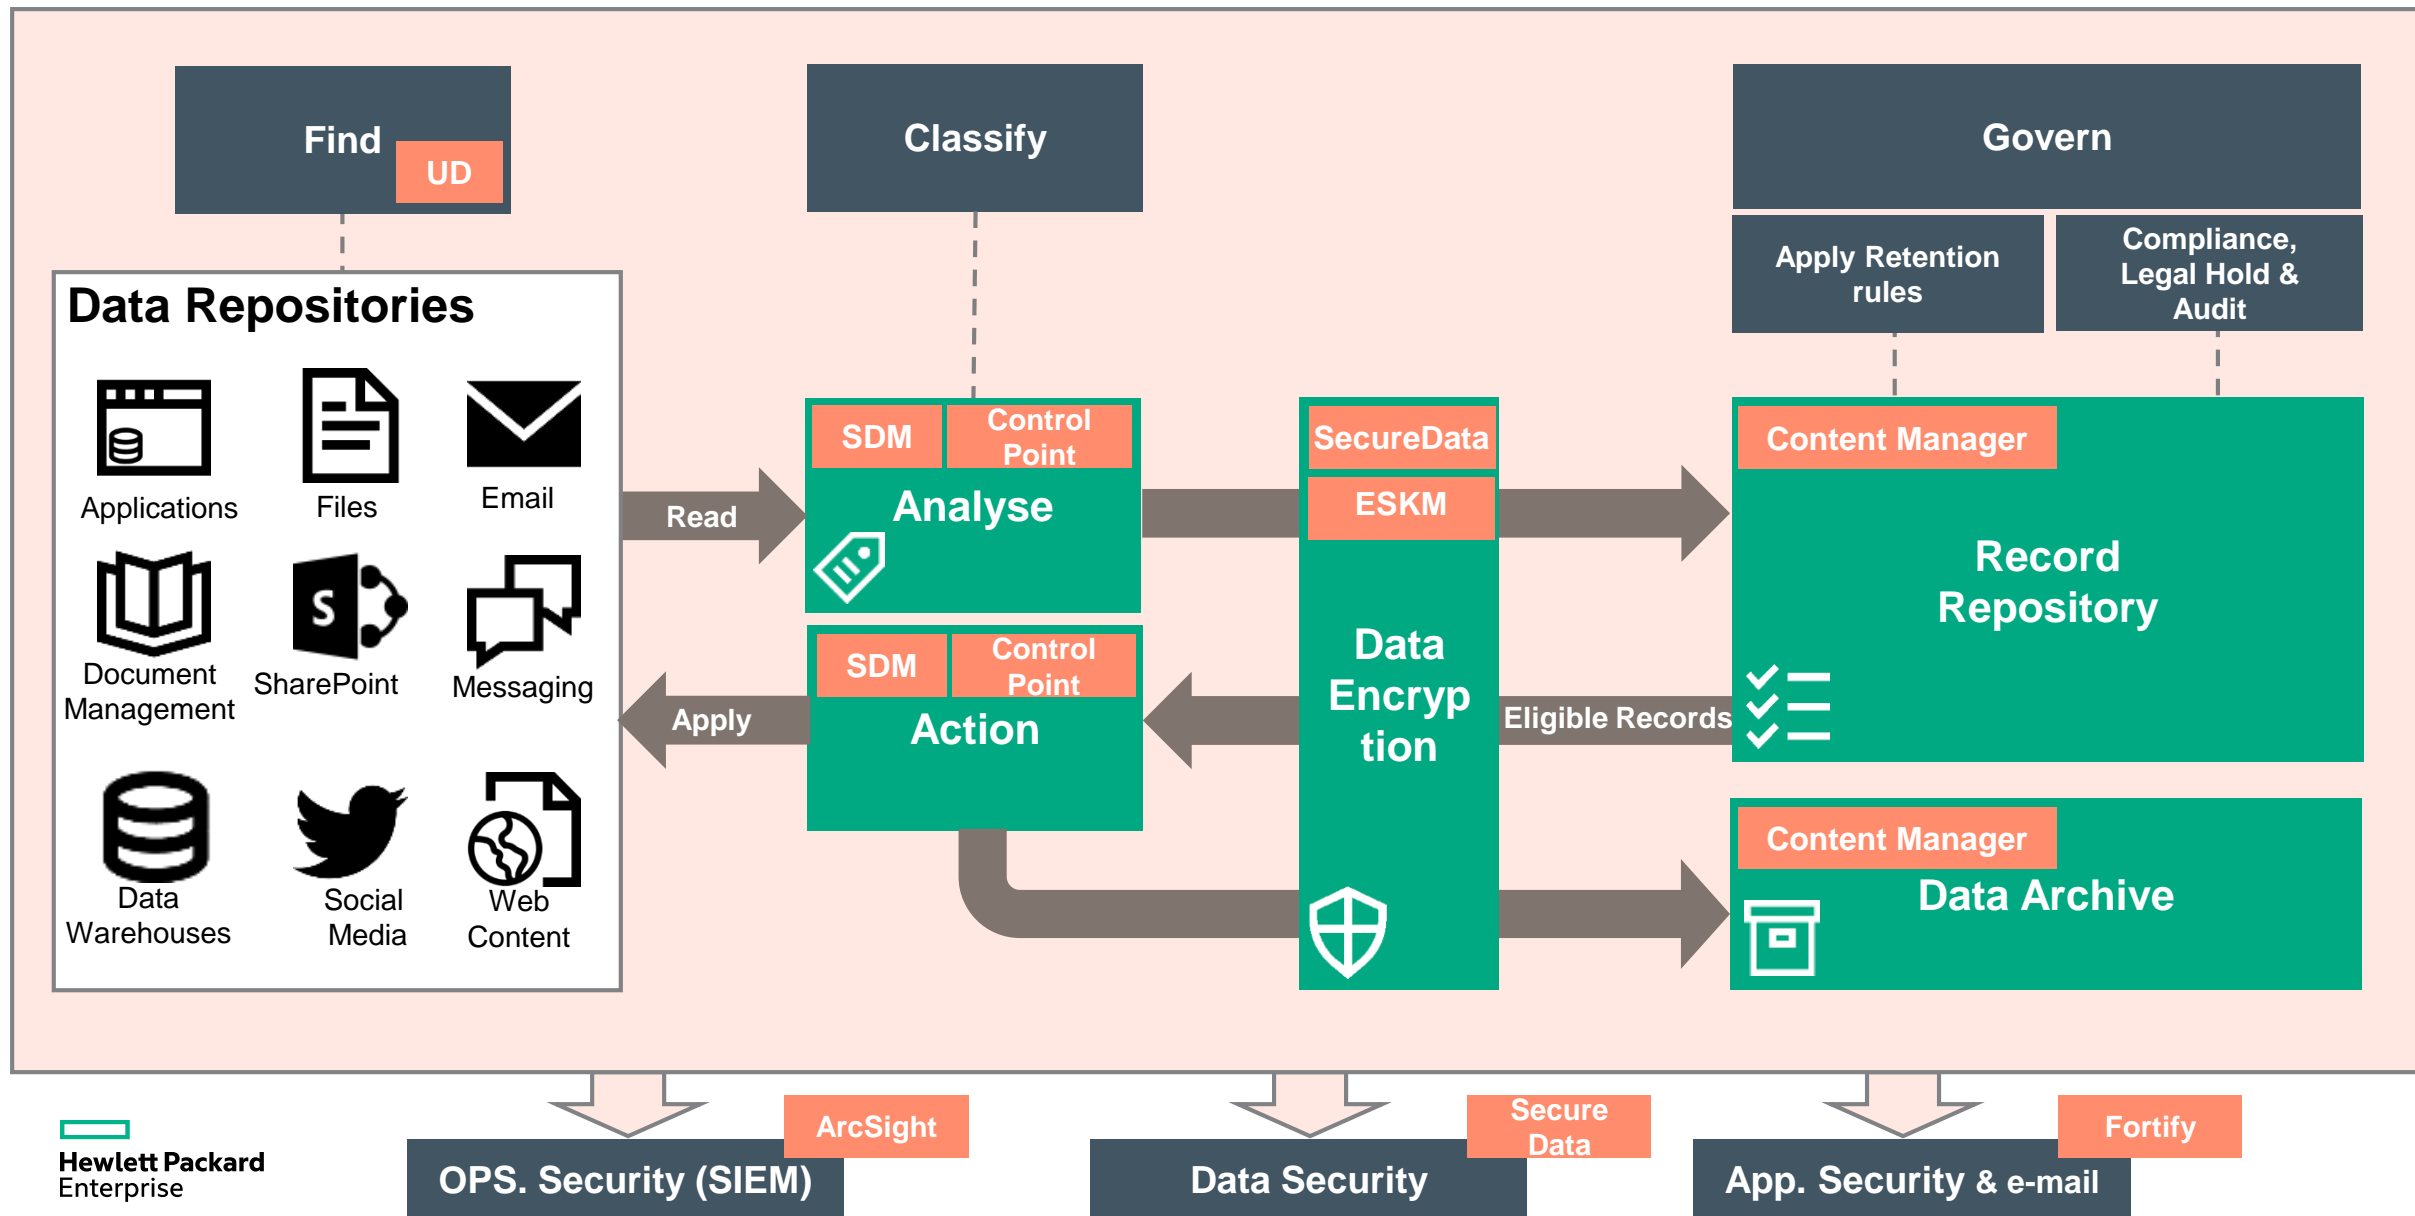 Find
UD
Classify
Govern
Apply Retention
rules
Compliance,
Legal Hold &
Audit
Data Repositories
Applications
Files
Email
Document
Management
S
SharePoint
Messaging
Data
Warehouses
Social
Media
Web
Content
Read
Apply
SDM
Control
Point
Analyse
SDM
Control
Point
Action
SecureData
ESKM
Data
Encryp
tion
Eligible Records
Content Manager
Record
Repository
Content Manager
Data Archive
Hewlett Packard
Enterprise
ArcSight
OPS. Security (SIEM)
Secure
Data
Data Security
Fortify
App. Security & e-mail